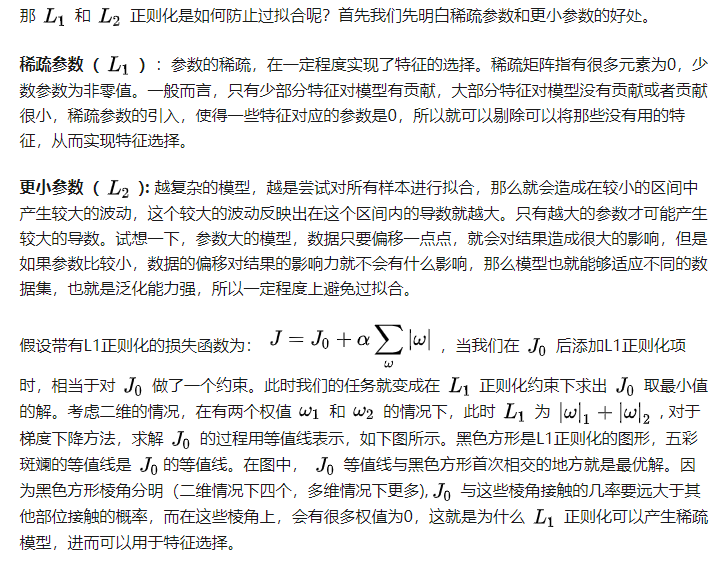 那 L₁ 和 L₂ 正则化是如何防止过拟合呢？首先我们先明白稀疏参数和更小参数的好处。
稀疏参数（ L₁ ）：参数的稀疏，在一定程度实现了特征的选择。稀疏矩阵指有很多元素为0，少
数参数为非零值。一般而言，只有少部分特征对模型有贡献，大部分特征对模型没有贡献或者贡献
很小，稀疏参数的引入，使得一些特征对应的参数是0，所以就可以剔除可以将那些没有用的特
征，从而实现特征选择。
更小参数（ L₂ ）: 越复杂的模型，越是尝试对所有样本进行拟合，那么就会造成在较小的区间中
产生较大的波动，这个较大的波动反映出在这个区间内的导数就越大。只有越大的参数才可能产生
较大的导数。试想一下，参数大的模型，数据只要偏移一点点，就会对结果造成很大的影响，但是
如果参数比较小，数据的偏移对结果的影响力就不会有什么影响，那么模型也就能够适应不同的数
据集，也就是泛化能力强，所以一定程度上避免过拟合。
假设带有L1正则化的损失函数为： J = J₀ + α∑_ω |ω| ，当我们在 J₀ 后添加L1正则化项
时，相当于对 J₀ 做了一个约束。此时我们的任务就变成在 L₁ 正则化约束下求出 J₀ 取最小值
的解。考虑二维的情况，在有两个权值 ω₁ 和 ω₂ 的情况下，此时 L₁ 为 |ω|₁ + |ω|₂ , 对于
梯度下降方法，求解 J₀ 的过程用等值线表示，如下图所示。黑色方形是L1正则化的图形，五彩
斑斓的等值线是 J₀ 的等值线。在图中， J₀ 等值线与黑色方形首次相交的地方就是最优解。因
为黑色方形棱角分明（二维情况下四个，多维情况下更多), J₀ 与这些棱角接触的几率要远大于其
他部位接触的概率，而在这些棱角上，会有很多权值为0，这就是为什么 L₁ 正则化可以产生稀疏
模型，进而可以用于特征选择。